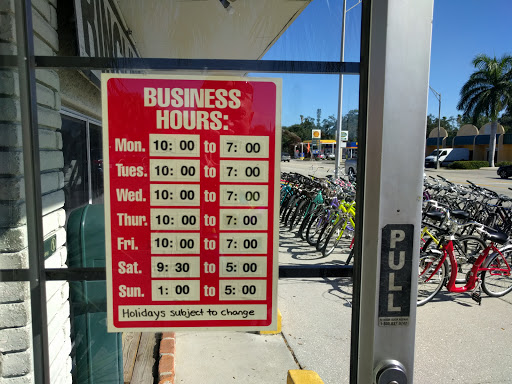 BUSINESS
HOURS:
Mon. 10:00 to 7:00
Tues. 10:00 to 7:00
Wed. 10:00 to 7:00
Thur. 10:00 to 7:00
Fri. 10:00 to 7:00
Sat. 9:30 to 5:00
Sun. 1:00 to 5:00
Holidays subject to change
PULL